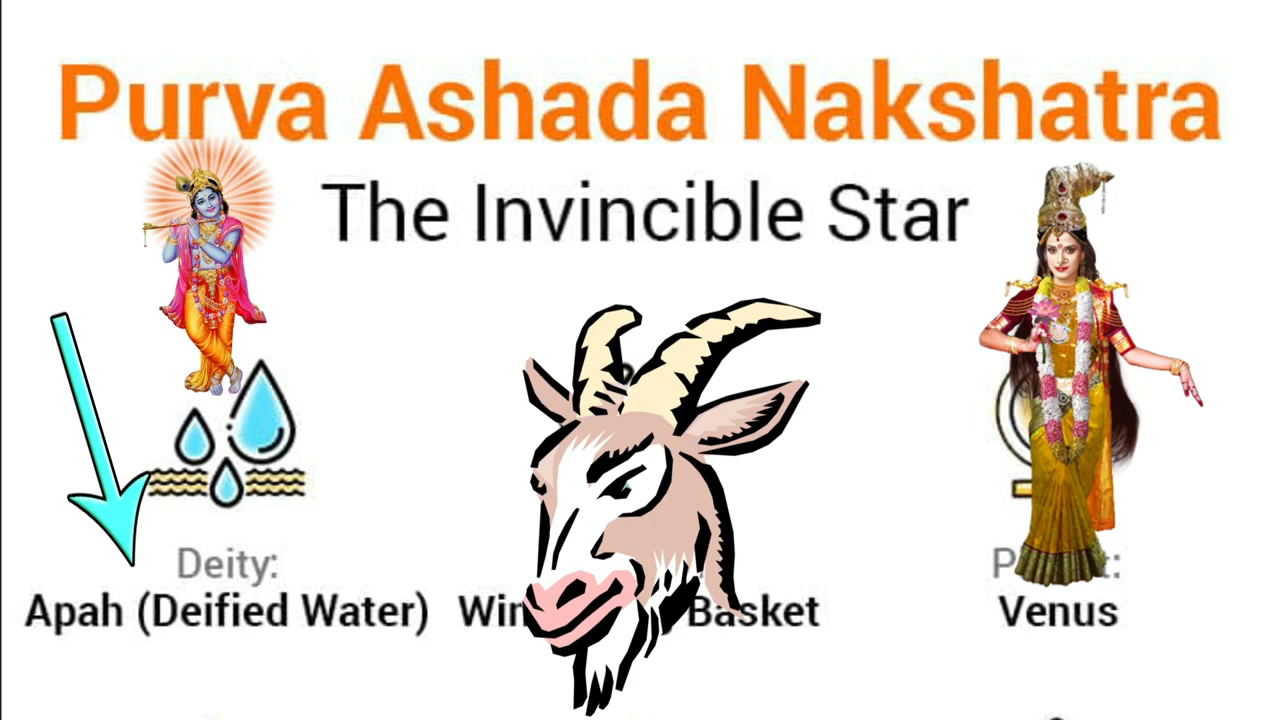 Purva Ashada Nakshatra
The Invincible Star
Deity:
Apah (Deified Water)
Basket
Venus